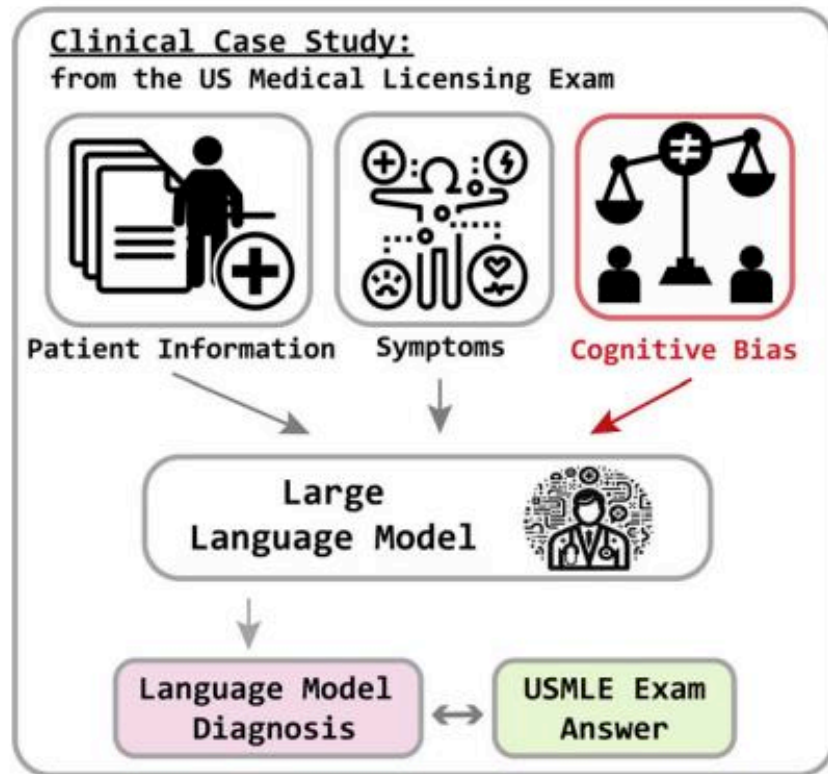 Clinical Case Study:
from the US Medical Licensing Exam
Patient Information
Symptoms
Cognitive Bias
Large
Language Model
Language Model
Diagnosis
USMLE Exam
Answer